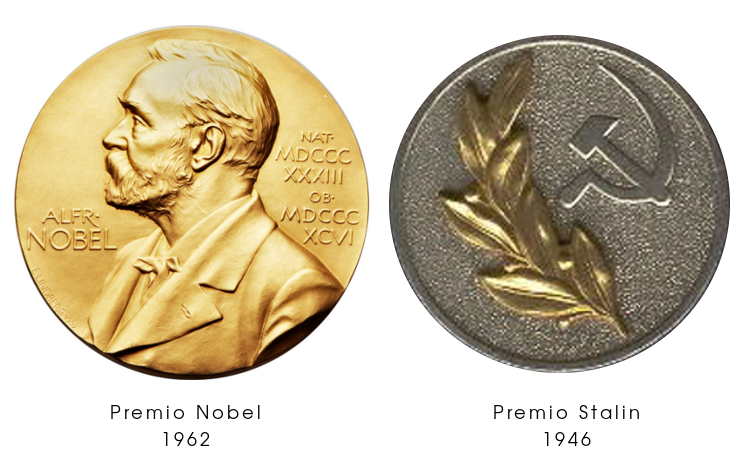 ALFR·
NOBEL
NAT·
MDCCC
XXXIII
OB·
MDCCC
XCVI
Premio Nobel
1962
Premio Stalin
1946